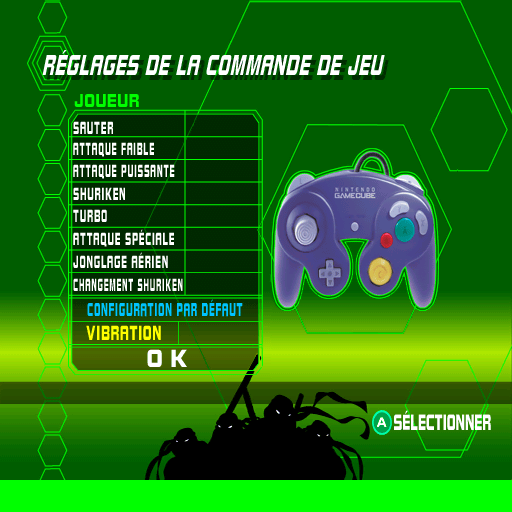 RÉGLAGES DE LA COMMANDE DE JEU
JOUEUR
SAUTER
ATTAQUE FAIBLE
ATTAQUE PUISSANTE
SHURIKEN
TURBO
ATTAQUE SPÉCIALE
JONGLAGE AÉRIEN
CHANGEMENT SHURIKEN
CONFIGURATION PAR DÉFAUT
VIBRATION
OK
NINTENDO
GAMECUBE
A SÉLECTIONNER